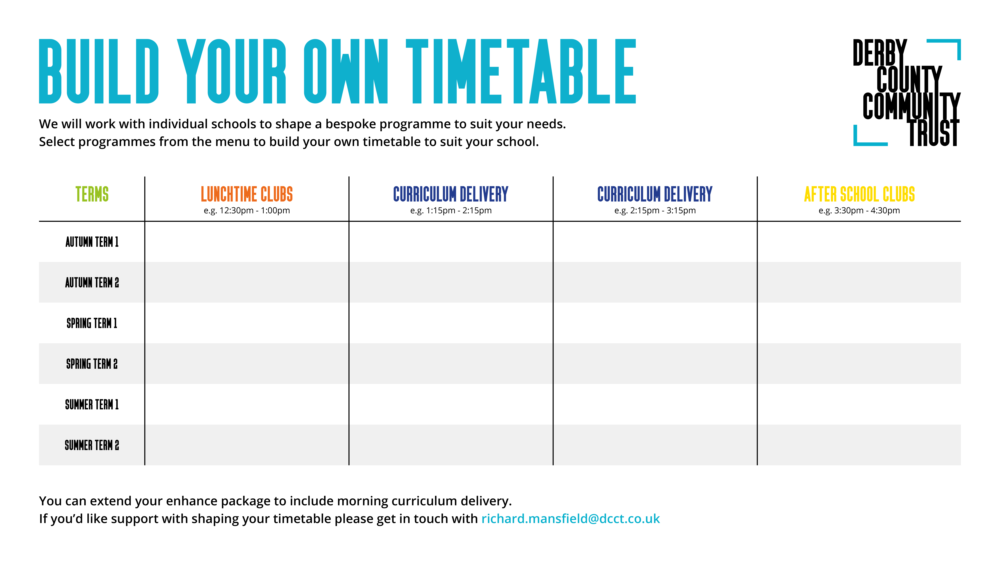 BUILD YOUR OWN TIMETABLE
We will work with individual schools to shape a bespoke programme to suit your needs.
Select programmes from the menu to build your own timetable to suit your school.
DERBY
COUNTY
COMMUNITY
TRUST
TERMS
LUNCHTIME CLUBS
e.g. 12:30pm - 1:00pm
CURRICULUM DELIVERY
e.g. 1:15pm - 2:15pm
CURRICULUM DELIVERY
e.g. 2:15pm - 3:15pm
AFTER SCHOOL CLUBS
e.g. 3:30pm - 4:30pm
AUTUMN TERM 1
AUTUMN TERM 2
SPRING TERM 1
SPRING TERM 2
SUMMER TERM 1
SUMMER TERM 2
You can extend your enhance package to include morning curriculum delivery.
If you’d like support with shaping your timetable please get in touch with richard.mansfield@dcct.co.uk